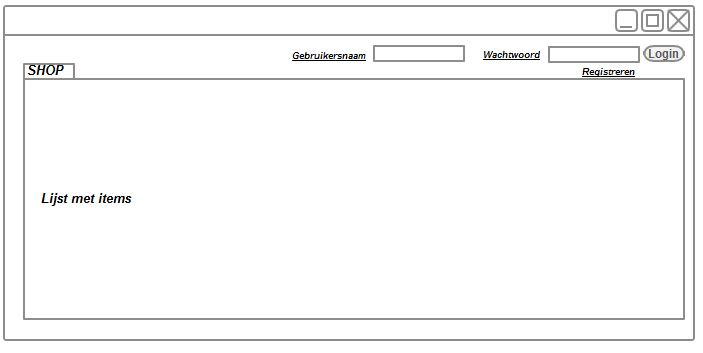 Gebruikersnaam Wachtwoord Login
Registreren
SHOP
Lijst met items